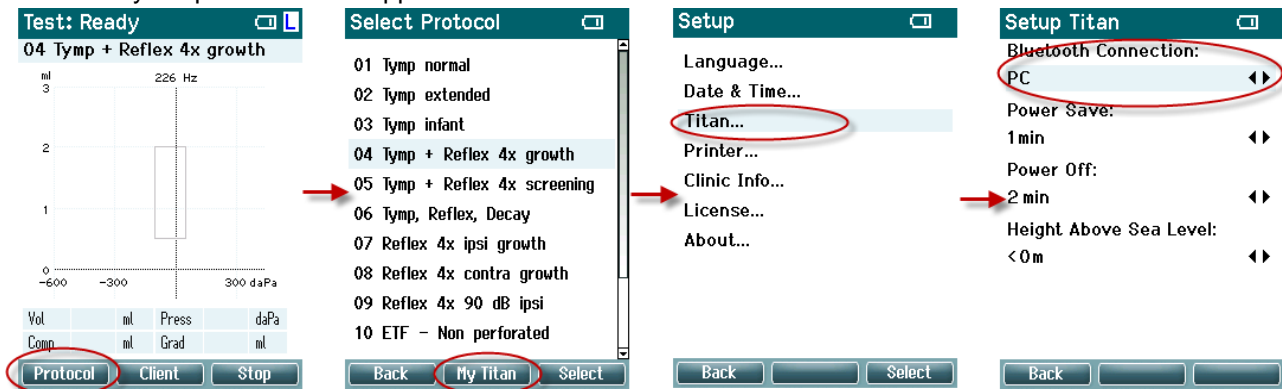 Test: Ready L
04 Tymp + Reflex 4x growth
ml 226 Hz
3
2
1
0
-600 -300 300 daPa
Vol ml Press daPa
Comp ml Grad ml
Protocol Client Stop
Select Protocol
01 Tymp normal
02 Tymp extended
03 Tymp infant
04 Tymp + Reflex 4x growth
05 Tymp + Reflex 4x screening
06 Tymp, Reflex, Decay
07 Reflex 4x ipsi growth
08 Reflex 4x contra growth
09 Reflex 4x 90 dB ipsi
10 ETF - Non perforated
Back My Titan Select
Setup
Language...
Date & Time...
Titan...
Printer...
Clinic Info...
License...
About...
Back Select
Setup Titan
Bluetooth Connection:
PC
Power Save:
1 min
Power Off:
2 min
Height Above Sea Level:
<0m
Back